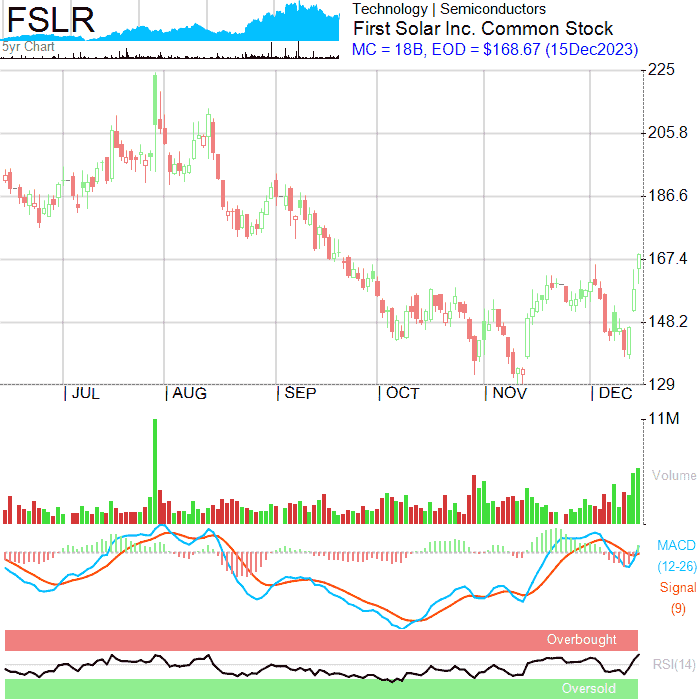 FSLR
5yr Chart
Technology | Semiconductors
First Solar Inc. Common Stock
MC = 18B, EOD = $168.67 (15Dec2023)
225
205.8
186.6
167.4
148.2
129
| JUL | AUG | SEP | OCT | NOV | DEC
11M
Volume
MACD
(12-26)
Signal
(9)
Overbought
RSI(14)
Oversold